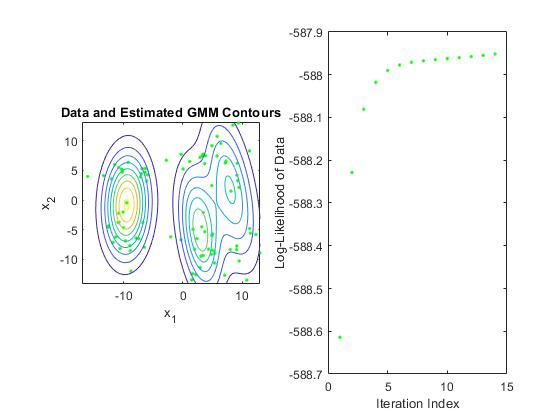 Data and Estimated GMM Contours
10
5
0
-5
-10
x2
-10 0 10
x1
-587.9
-588
-588.1
-588.2
-588.3
-588.4
-588.5
-588.6
-588.7
Log-Likelihood of Data
0 5 10 15
Iteration Index